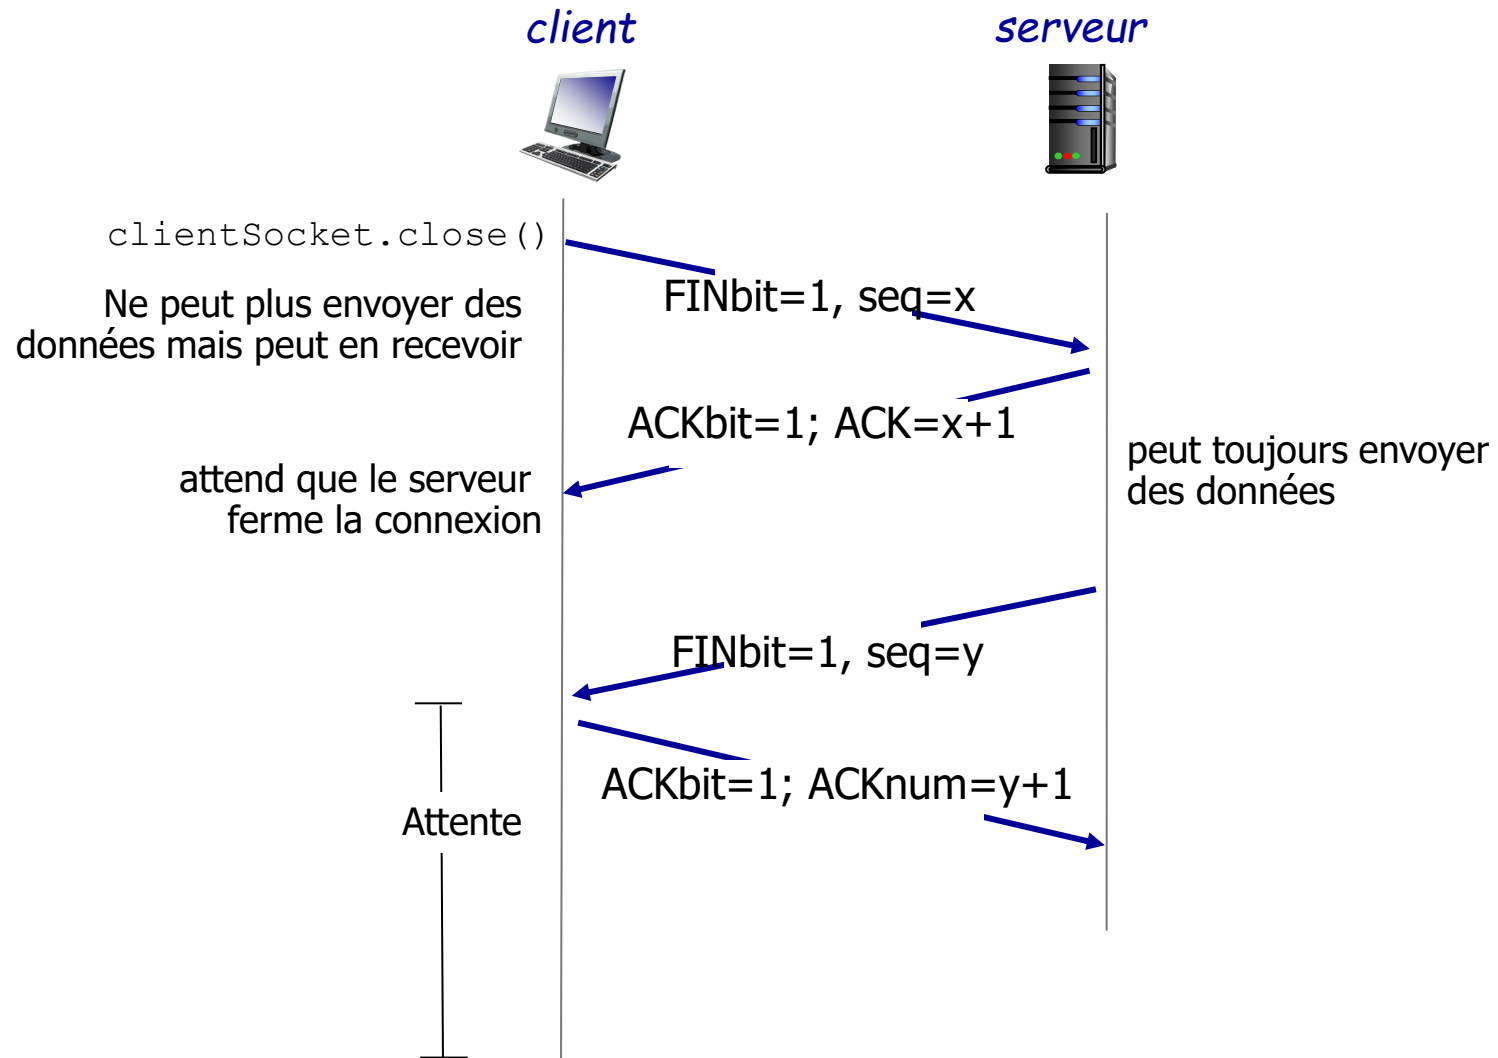 client
serveur
clientSocket.close()
FINbit=1, seq=x
Ne peut plus envoyer des
données mais peut en recevoir
ACKbit=1; ACK=x+1
peut toujours envoyer
des données
attend que le serveur
ferme la connexion
FINbit=1, seq=y
ACKbit=1; ACKnum=y+1
Attente